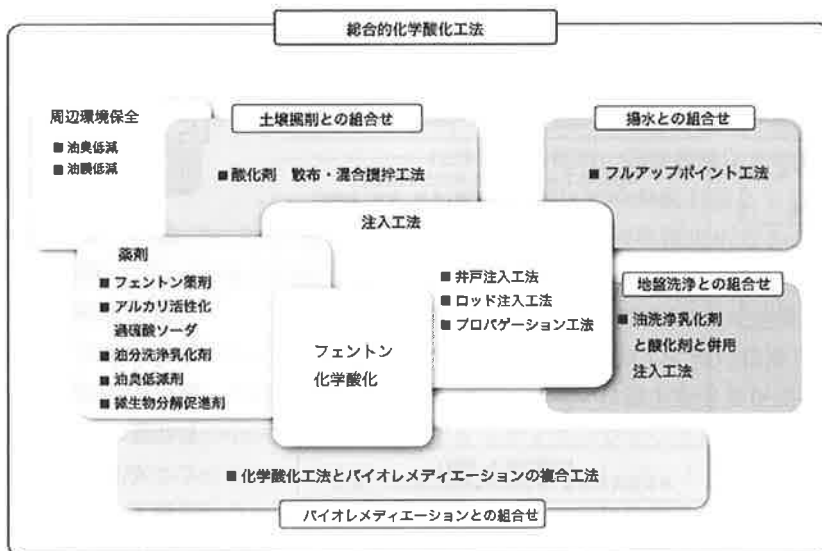 総合的化学酸化工法
周辺環境保全
■ 油臭低減
■ 油膜低減
土壌掘削との組合せ
■ 酸化剤　散布・混合攪拌工法
揚水との組合せ
■ フルアップポイント工法
注入工法
■ 井戸注入工法
■ ロッド注入工法
■ プロパゲーション工法
薬剤
■ フェントン薬剤
■ アルカリ活性化
過硫酸ソーダ
■ 油分洗浄乳化剤
■ 油臭低減剤
■ 微生物分解促進剤
フェントン
化学酸化
地盤洗浄との組合せ
■ 油洗浄乳化剤
と酸化剤と併用
注入工法
■ 化学酸化工法とバイオレメディエーションの複合工法
バイオレメディエーションとの組合せ